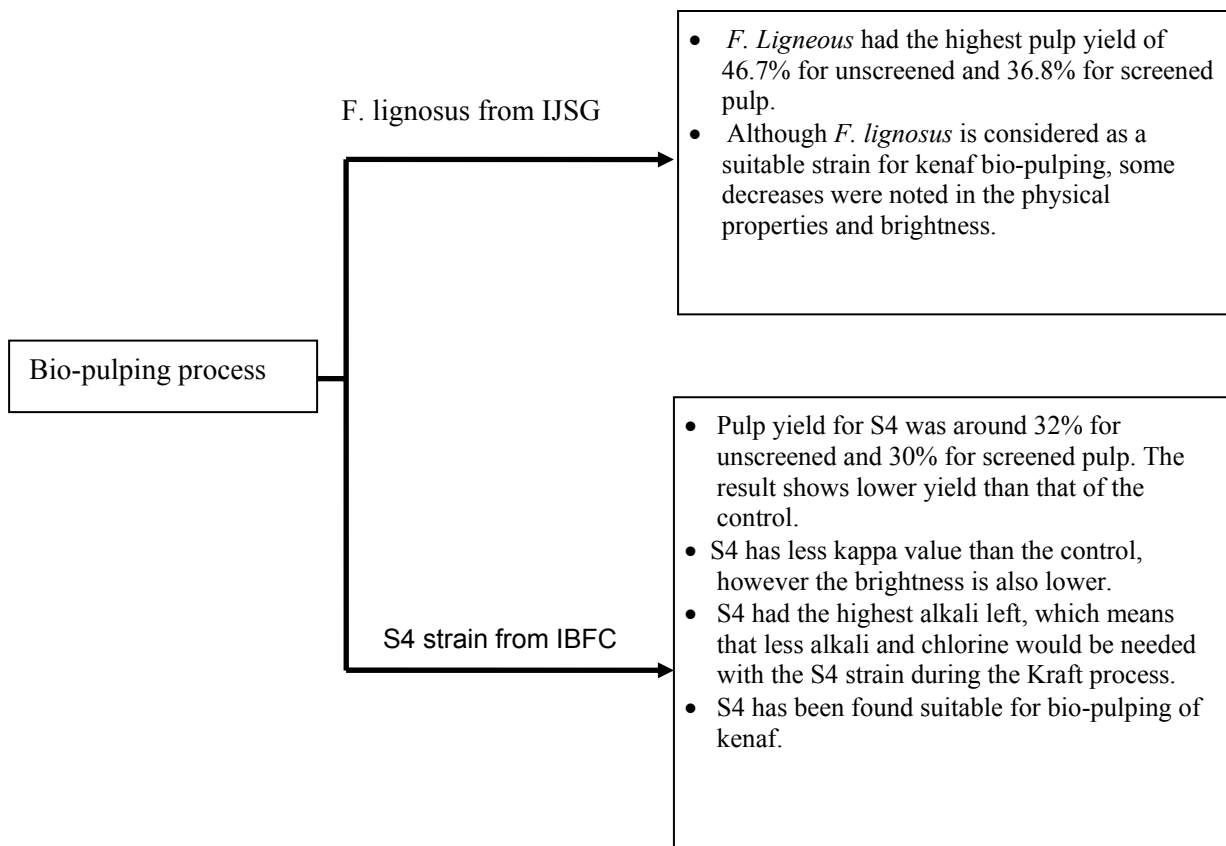 F. lignosus from IJSG
• F. Ligneous had the highest pulp yield of
46.7% for unscreened and 36.8% for screened
pulp.
• Although F. lignosus is considered as a
suitable strain for kenaf bio-pulping, some
decreases were noted in the physical
properties and brightness.
Bio-pulping process
S4 strain from IBFC
• Pulp yield for S4 was around 32% for
unscreened and 30% for screened pulp. The
result shows lower yield than that of the
control.
• S4 has less kappa value than the control,
however the brightness is also lower.
• S4 had the highest alkali left, which means
that less alkali and chlorine would be needed
with the S4 strain during the Kraft process.
• S4 has been found suitable for bio-pulping of
kenaf.